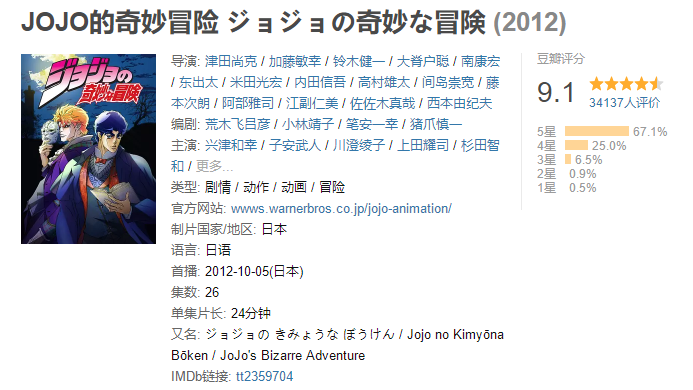 JOJO的奇妙冒险 ジョジョの奇妙な冒険 (2012)
ジョジョの
奇妙な冒険
导演: 津田尚克 / 加藤敏幸 / 铃木健一 / 大脊户聪 / 南康宏
/ 东出太 / 米田光宏 / 内田信吾 / 高村雄太 / 间岛崇宽 / 藤
本次朗 / 阿部雅司 / 江副仁美 / 佐佐木真哉 / 西本由纪夫
编剧: 荒木飞吕彦 / 小林靖子 / 笔安一幸 / 猪爪慎一
主演: 兴津和幸 / 子安武人 / 川澄绫子 / 上田耀司 / 杉田智
和 / 更多...
类型: 剧情 / 动作 / 动画 / 冒险
官方网站: wwws.warnerbros.co.jp/jojo-animation/
制片国家/地区: 日本
语言: 日语
首播: 2012-10-05(日本)
集数: 26
单集片长: 24分钟
又名: ジョジョの きみょうな ぼうけん / Jojo no Kimyōna
Bōken / JoJo's Bizarre Adventure
IMDb链接: tt2359704
豆瓣评分
9.1
34137人评价
5星 67.1%
4星 25.0%
3星 6.5%
2星 0.9%
1星 0.5%